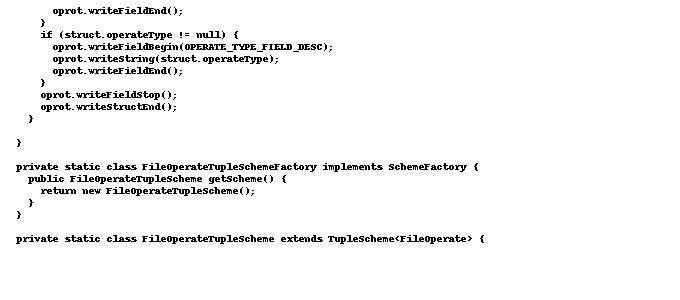 oprot.writeFieldEnd();
}
if (struct.operateType != null) {
oprot.writeFieldBegin(OPERATE_TYPE_FIELD_DESC);
oprot.writeString(struct.operateType);
oprot.writeFieldEnd();
}
oprot.writeFieldStop();
oprot.writeStructEnd();
}
}
private static class FileOperateTupleSchemeFactory implements SchemeFactory {
public FileOperateTupleScheme getScheme() {
return new FileOperateTupleScheme();
}
}
private static class FileOperateTupleScheme extends TupleScheme<FileOperate> {